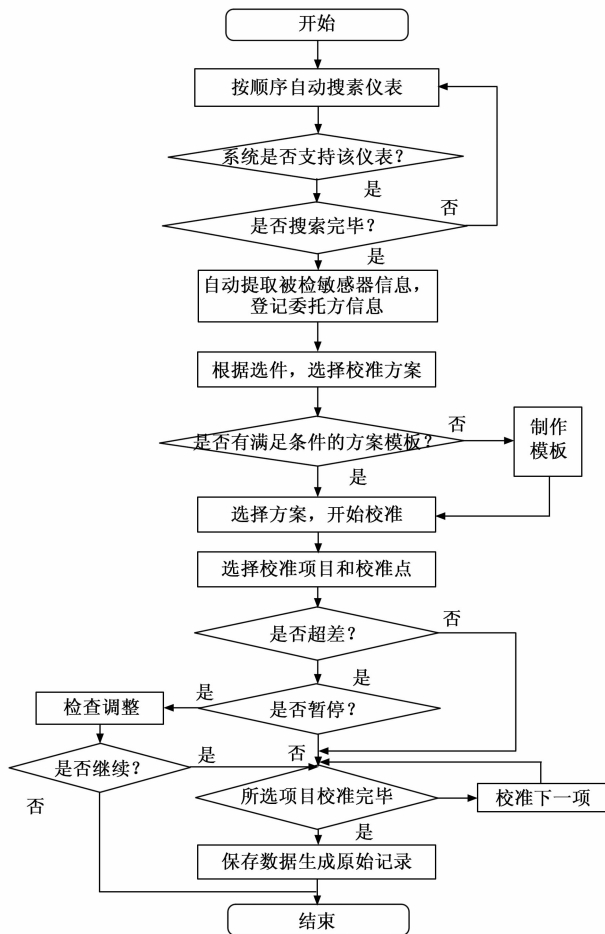 开始
按顺序自动搜素仪表
系统是否支持该仪表？
是
否
是否搜索完毕？
是
自动提取被检敏感器信息，
登记委托方信息
根据选件，选择校准方案
否
是否有满足条件的方案模板？
制作
模板
是
选择方案，开始校准
选择校准项目和校准点
否
是否超差？
是
是
检查调整
是否暂停？
否
是
是否继续？
否
所选项目校准完毕
校准下一项
是
保存数据生成原始记录
结束